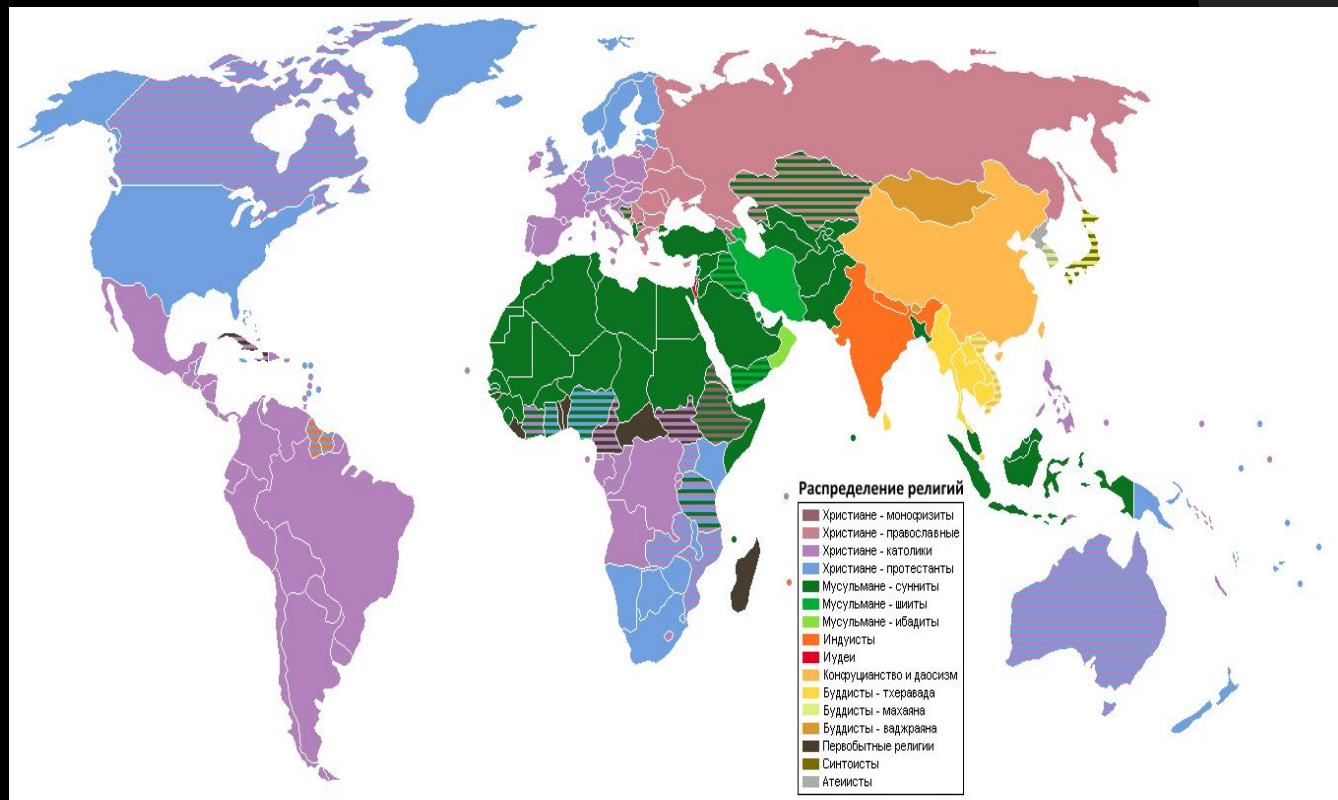 Распределение религий
Христиане - монофизиты
Христиане - православные
Христиане - католики
Христиане - протестанты
Мусульмане - сунниты
Мусульмане - шииты
Мусульмане - ибадиты
Индуисты
Иудеи
Конфуцианство и даосизм
Буддисты - тхеравада
Буддисты - махаяна
Буддисты - ваджраяна
Первобытные религии
Синтоисты
Атеиисты